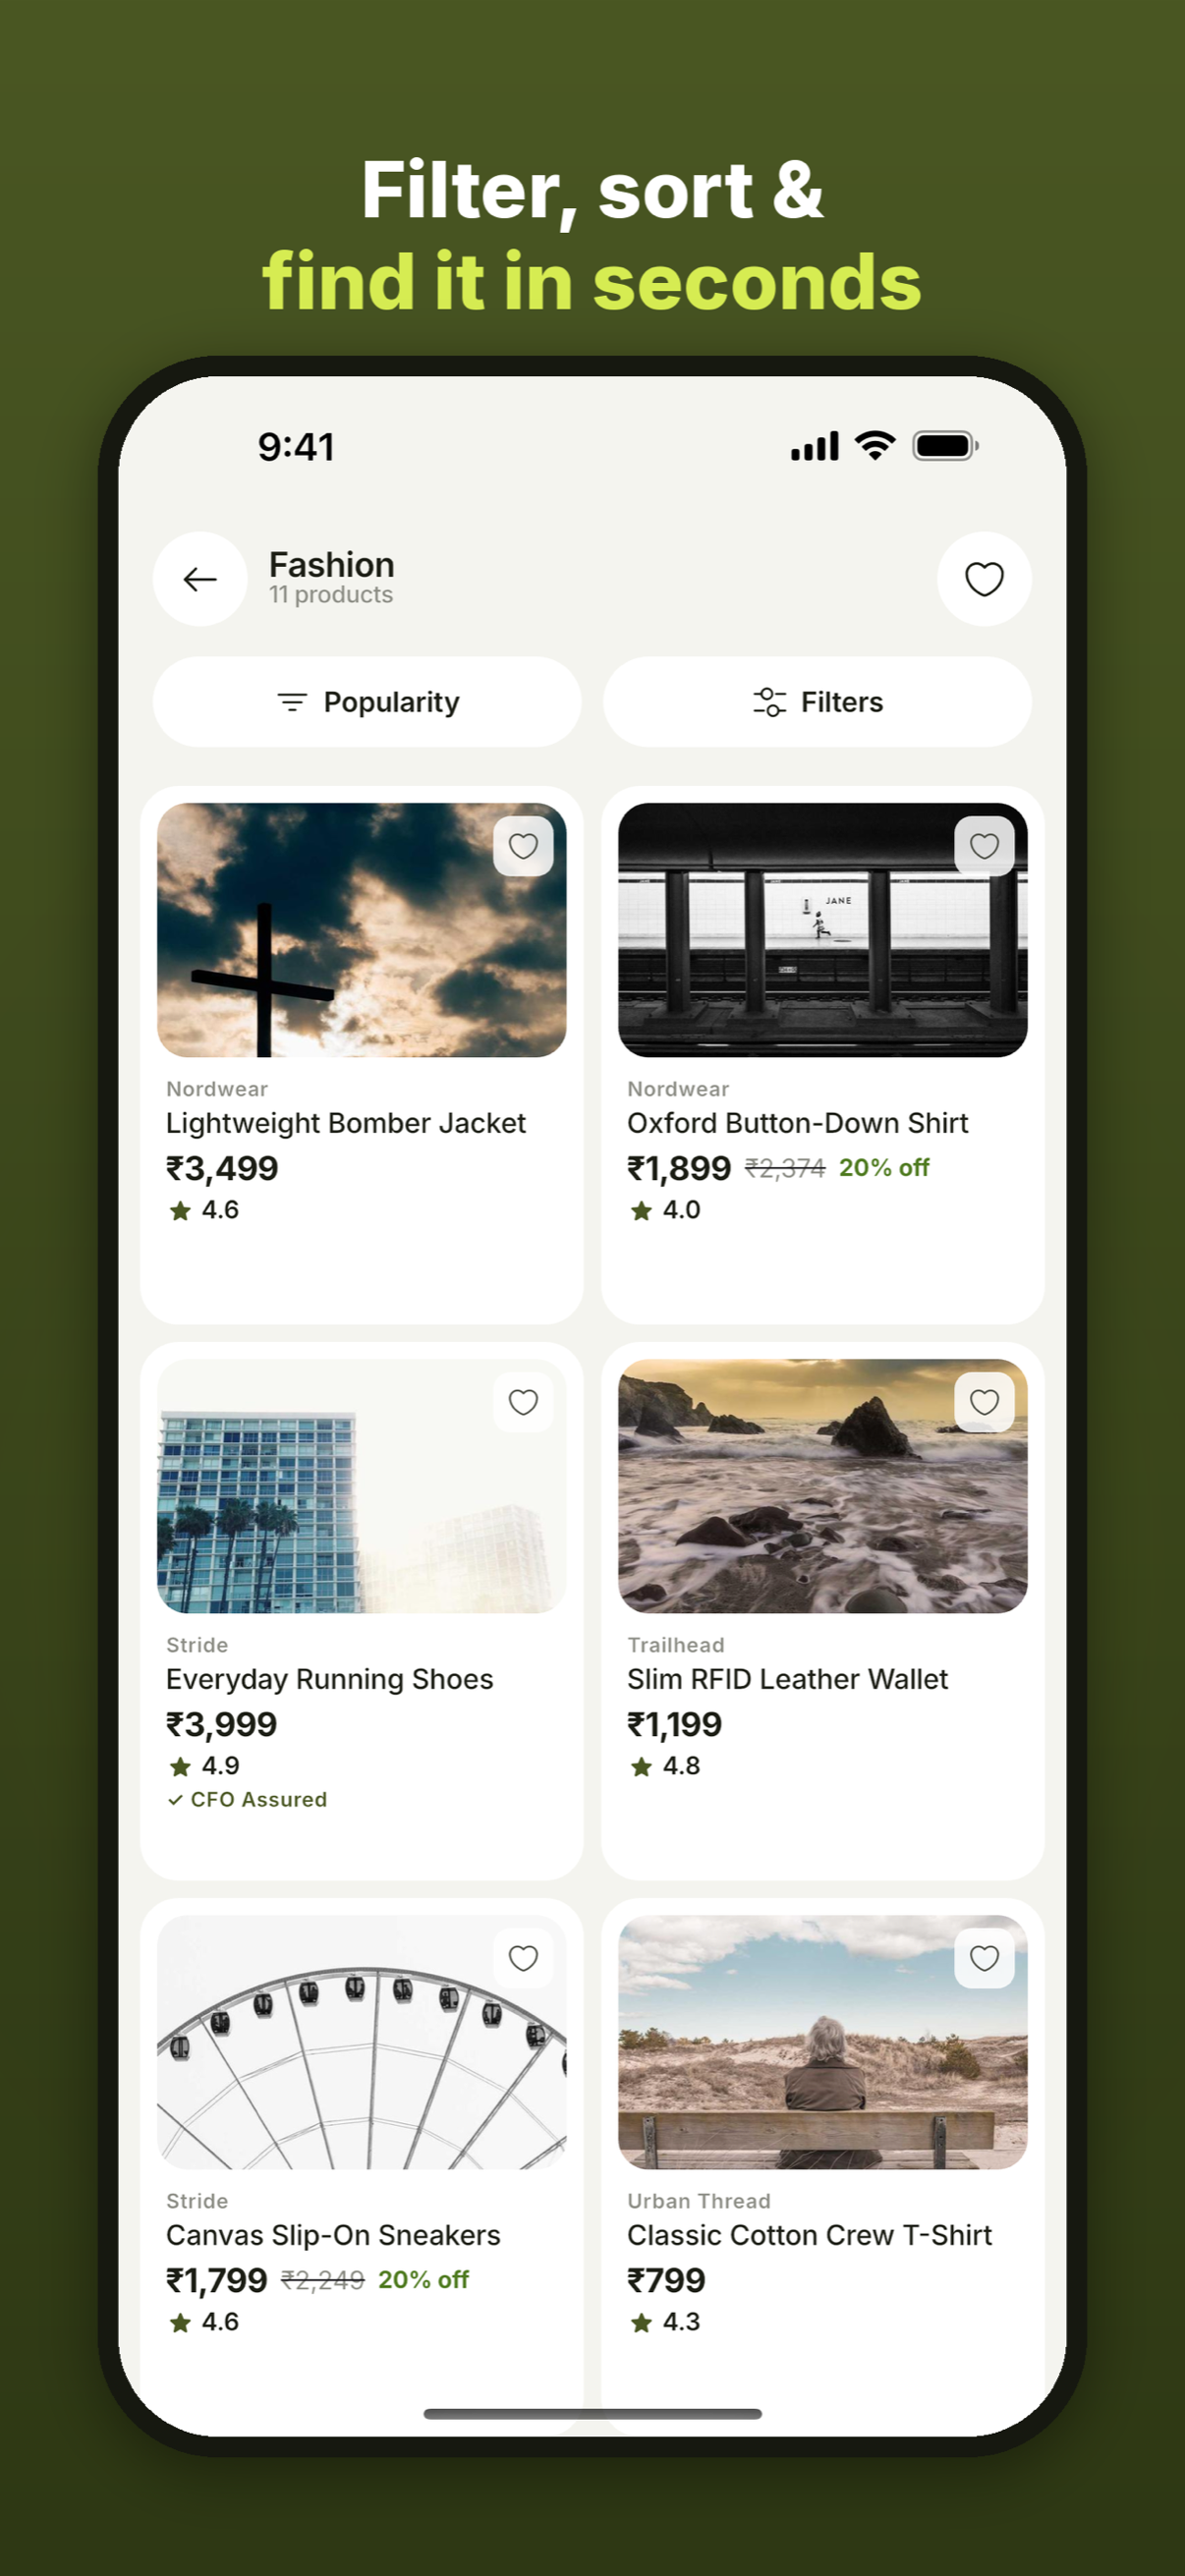 Filter, sort &
find it in seconds
9:41
Fashion
11 products
Popularity
Filters
JANE
Nordwear
Lightweight Bomber Jacket
₹3,499
4.6
Nordwear
Oxford Button-Down Shirt
₹1,899 ₹2,374 20% off
4.0
Stride
Everyday Running Shoes
₹3,999
4.9
CFO Assured
Trailhead
Slim RFID Leather Wallet
₹1,199
4.8
Stride
Canvas Slip-On Sneakers
₹1,799 ₹2,249 20% off
4.6
Urban Thread
Classic Cotton Crew T-Shirt
₹799
4.3